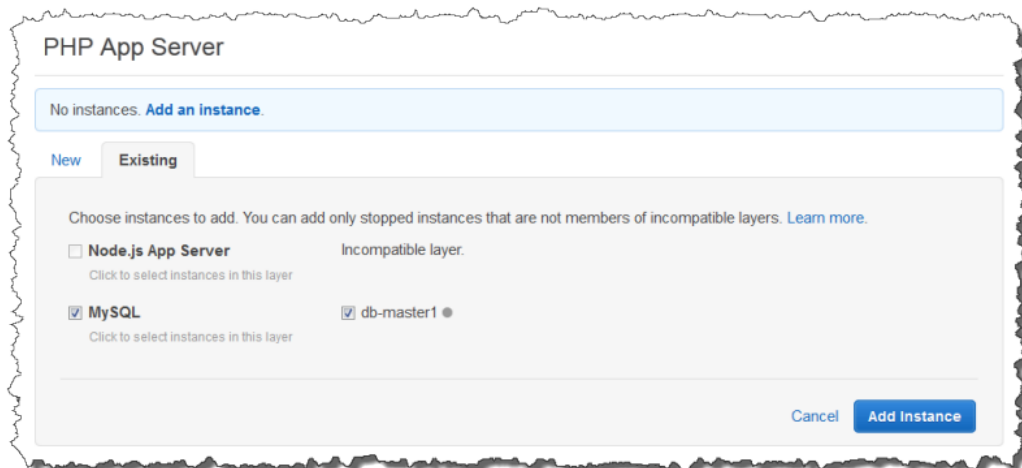 PHP App Server
No instances. Add an instance.
New Existing
Choose instances to add. You can add only stopped instances that are not members of incompatible layers. Learn more.
Node.js App Server Incompatible layer.
Click to select instances in this layer
MySQL db-master1
Click to select instances in this layer
Cancel Add Instance